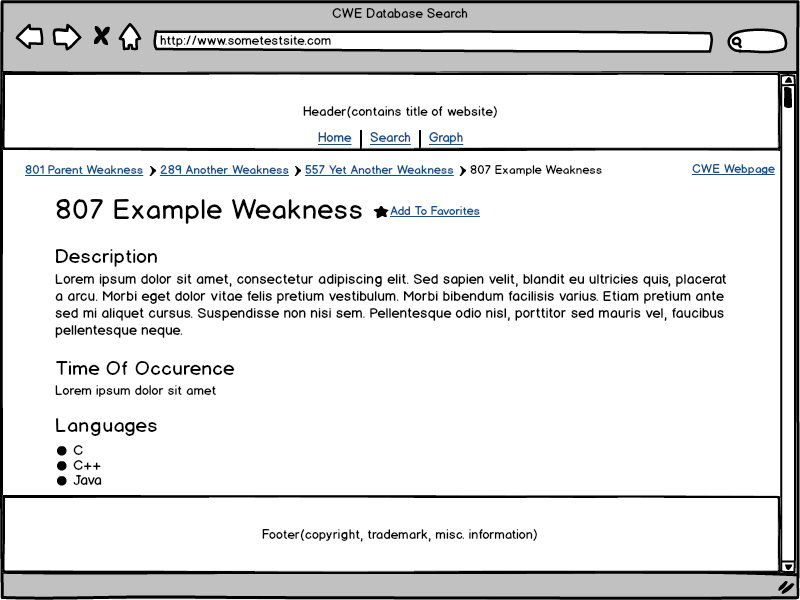 CWE Database Search
http://www.sometestsite.com
Header(contains title of website)
Home Search Graph
801 Parent Weakness 289 Another Weakness 557 Yet Another Weakness 807 Example Weakness CWE Webpage
807 Example Weakness Add To Favorites
Description
Lorem ipsum dolor sit amet, consectetur adipiscing elit. Sed sapien velit, blandit eu ultricies quis, placerat
a arcu. Morbi eget dolor vitae felis pretium vestibulum. Morbi bibendum facilisis varius. Etiam pretium ante
sed mi aliquet cursus. Suspendisse non nisi sem. Pellentesque odio nisl, porttitor sed mauris vel, faucibus
pellentesque neque.
Time Of Occurence
Lorem ipsum dolor sit amet
Languages
C
C++
Java
Footer(copyright, trademark, misc. information)